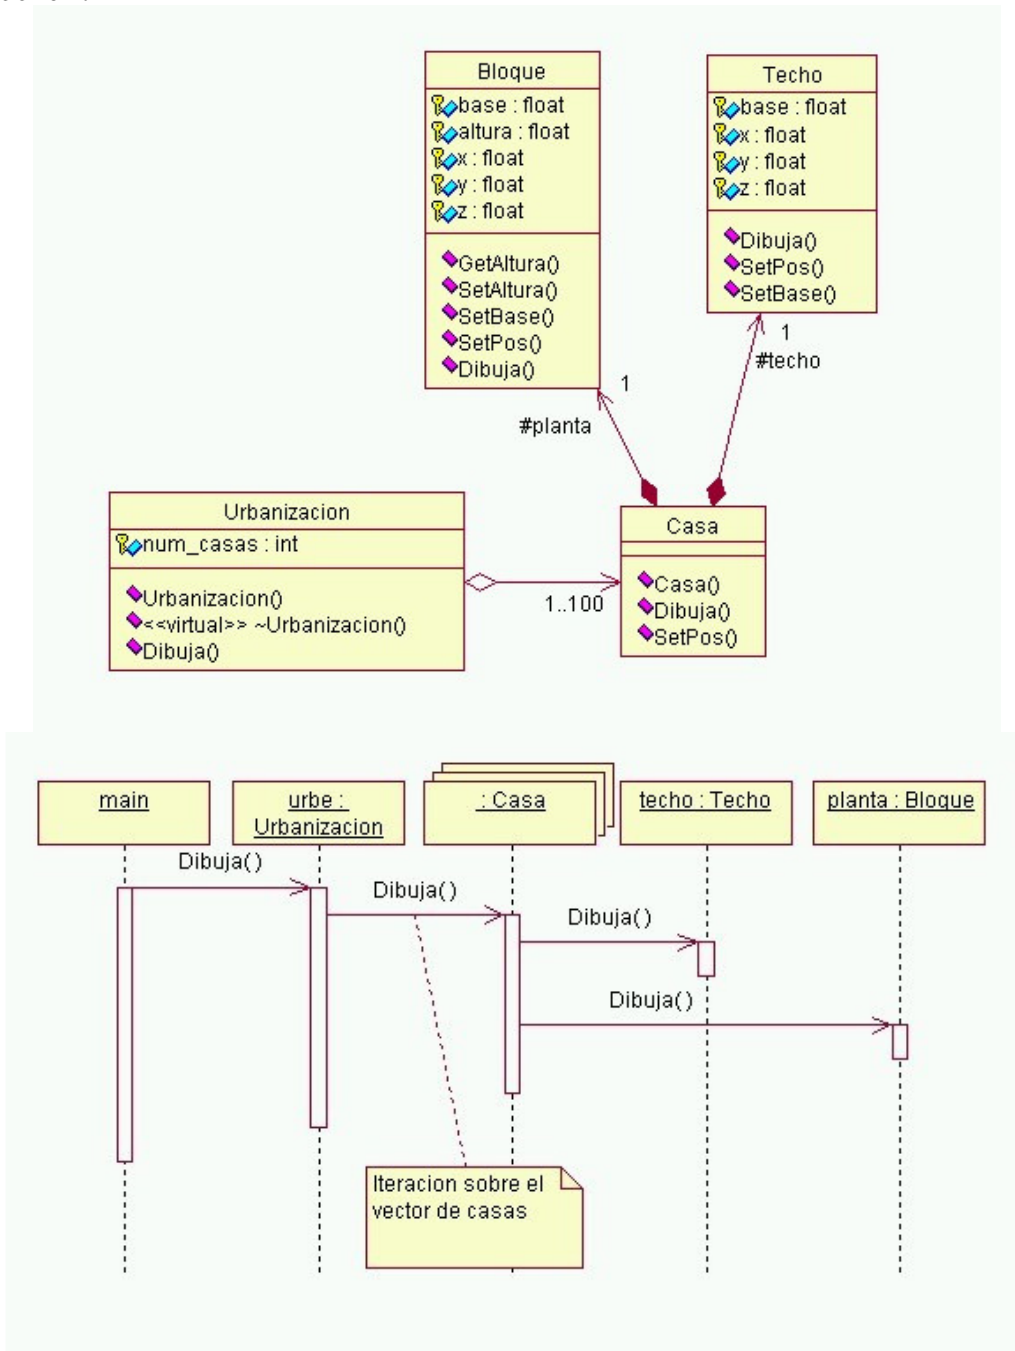 Bloque
base : float
altura : float
x : float
y : float
z : float
GetAltura()
SetAltura()
SetBase()
SetPos()
Dibuja()
Techo
base : float
x : float
y : float
z : float
Dibuja()
SetPos()
SetBase()
1
#techo
1
#planta
Urbanizacion
num_casas : int
Urbanizacion()
<<virtual>> ~Urbanizacion()
Dibuja()
1..100
Casa
Casa()
Dibuja()
SetPos()
main
urbe :
Urbanizacion
: Casa
techo : Techo
planta : Bloque
Dibuja()
Dibuja()
Dibuja()
Dibuja()
Iteracion sobre el
vector de casas